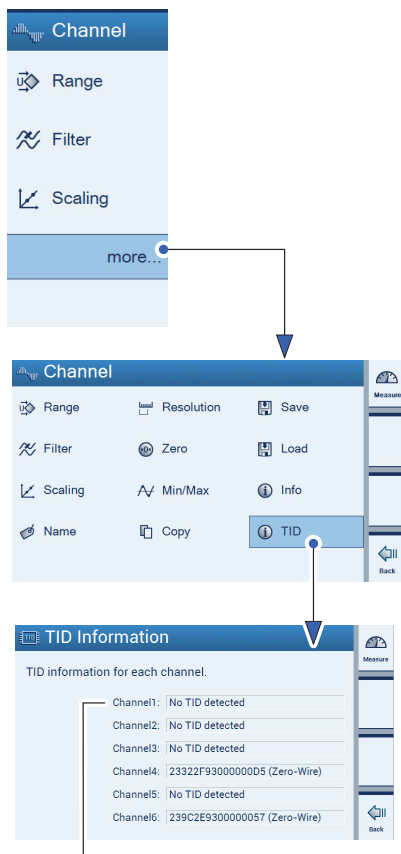 Channel
Range
Filter
Scaling
more...
Channel
Measure
Range Resolution Save
Filter Zero Load
Scaling Min/Max Info
Name Copy TID
Back
TID Information
Measure
TID information for each channel.
Channel1: No TID detected
Channel2: No TID detected
Channel3: No TID detected
Channel4: 23322F93000000D5 (Zero-Wire)
Channel5: No TID detected
Channel6: 239C2E9300000057 (Zero-Wire)
Back